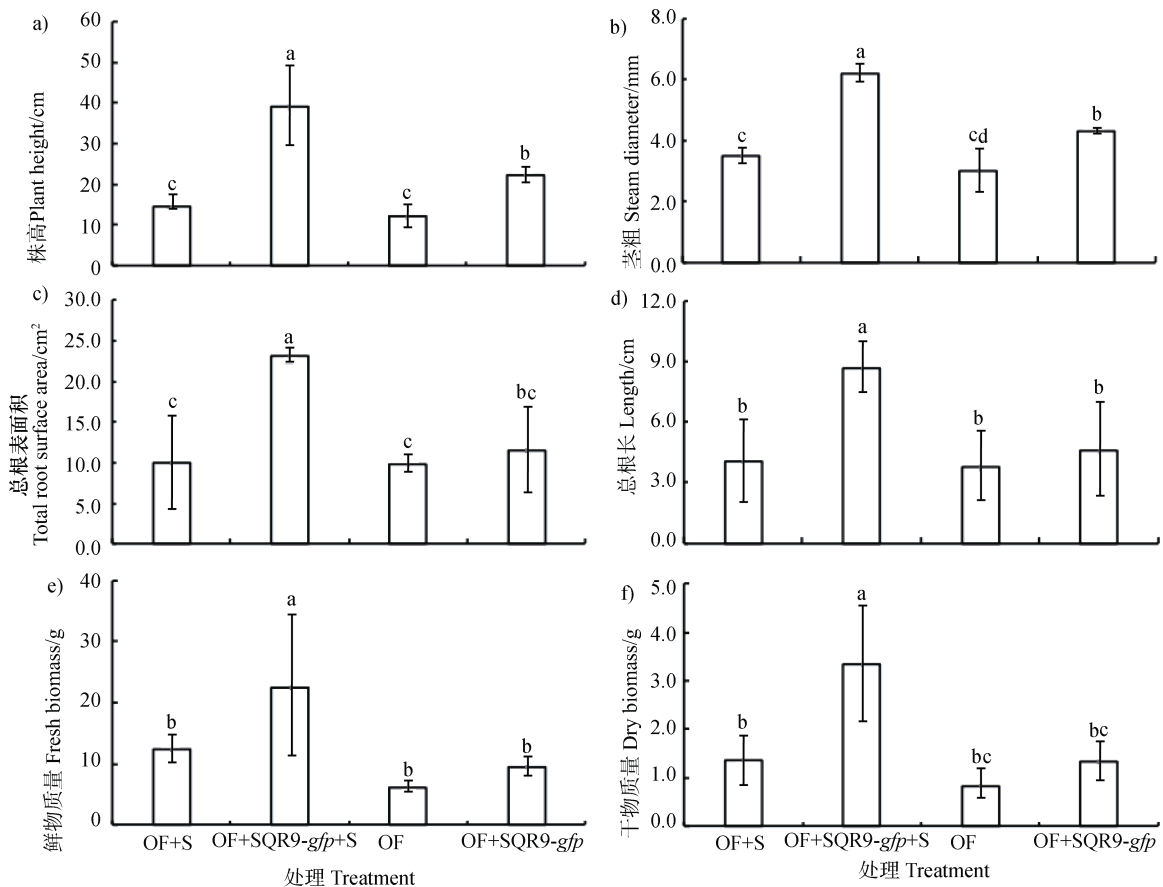 a)
60
50
40
30
20
10
0
株高Plant height/cm
c
a
c
b
b)
8.0
6.0
4.0
2.0
0.0
茎粗 Steam diameter/mm
c
a
cd
b
c)
30.0
25.0
20.0
15.0
10.0
5.0
0.0
总根表面积
Total root surface area/cm²
c
a
c
bc
d)
12.0
9.0
6.0
3.0
0.0
总根长 Length/cm
b
a
b
b
e)
40
30
20
10
0
鲜物质量 Fresh biomass/g
b
a
b
b
OF+S OF+SQR9-gfp+S OF OF+SQR9-gfp
处理 Treatment
f)
5.0
4.0
3.0
2.0
1.0
0.0
干物质量 Dry biomass/g
b
a
bc
bc
OF+S OF+SQR9-gfp+S OF OF+SQR9-gfp
处理 Treatment